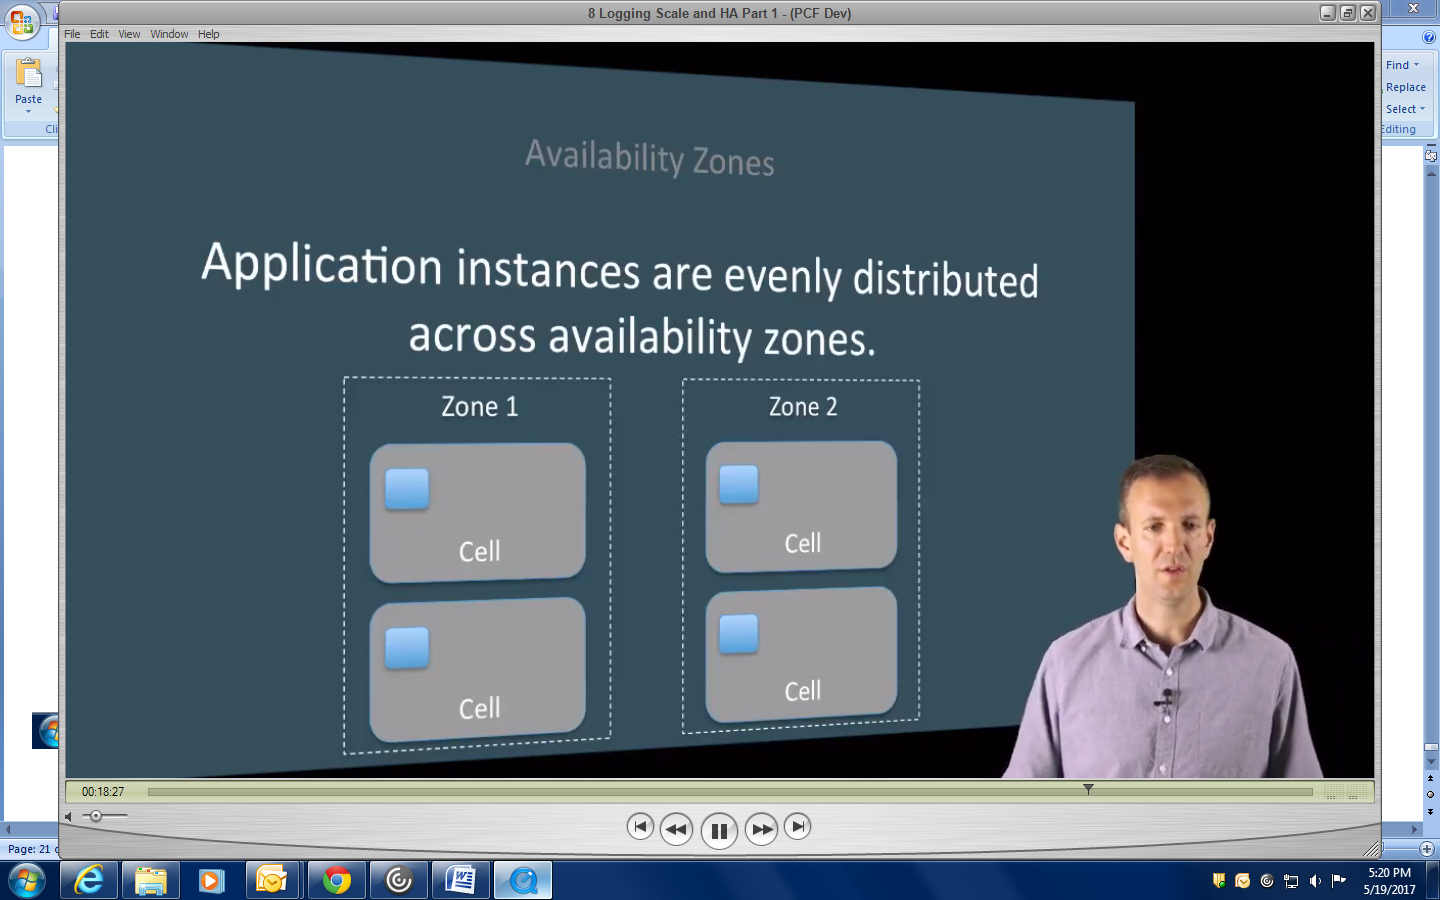 8 Logging Scale and HA Part 1 - (PCF Dev)
File Edit View Window Help
Paste
Find
Replace
Select
Editing
Availability Zones
Application instances are evenly distributed
across availability zones.
Zone 1
Zone 2
Cell
Cell
Cell
Cell
00:18:27
Page: 21
5:20 PM
5/19/2017